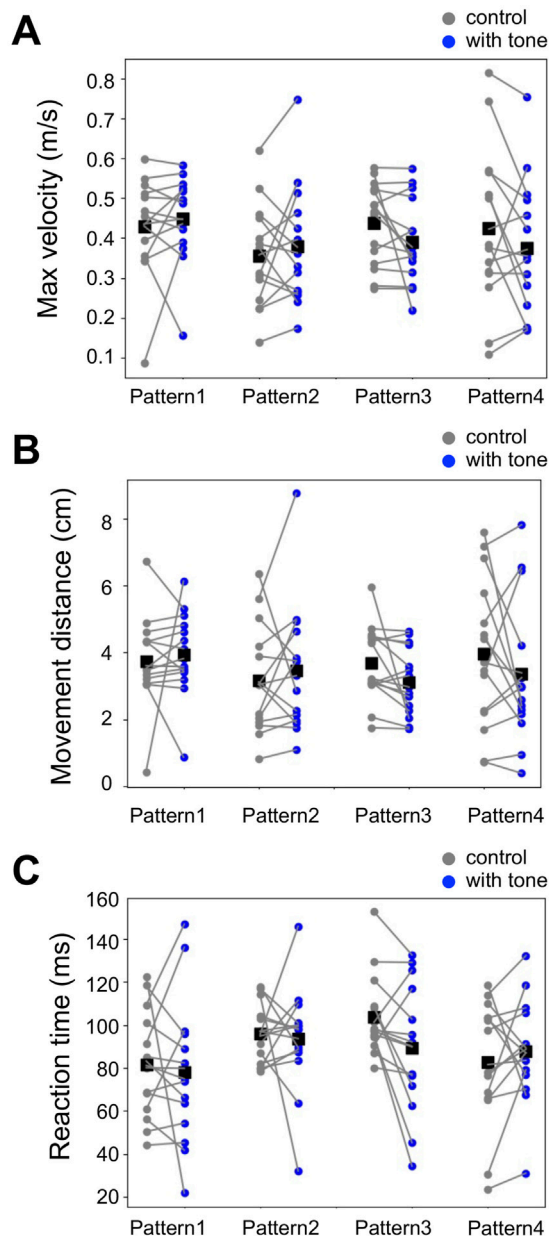 A
control
with tone
Max velocity (m/s)
0.8
0.7
0.6
0.5
0.4
0.3
0.2
0.1
Pattern1 Pattern2 Pattern3 Pattern4
B
control
with tone
Movement distance (cm)
8
6
4
2
0
Pattern1 Pattern2 Pattern3 Pattern4
C
control
with tone
Reaction time (ms)
160
140
120
100
80
60
40
20
Pattern1 Pattern2 Pattern3 Pattern4